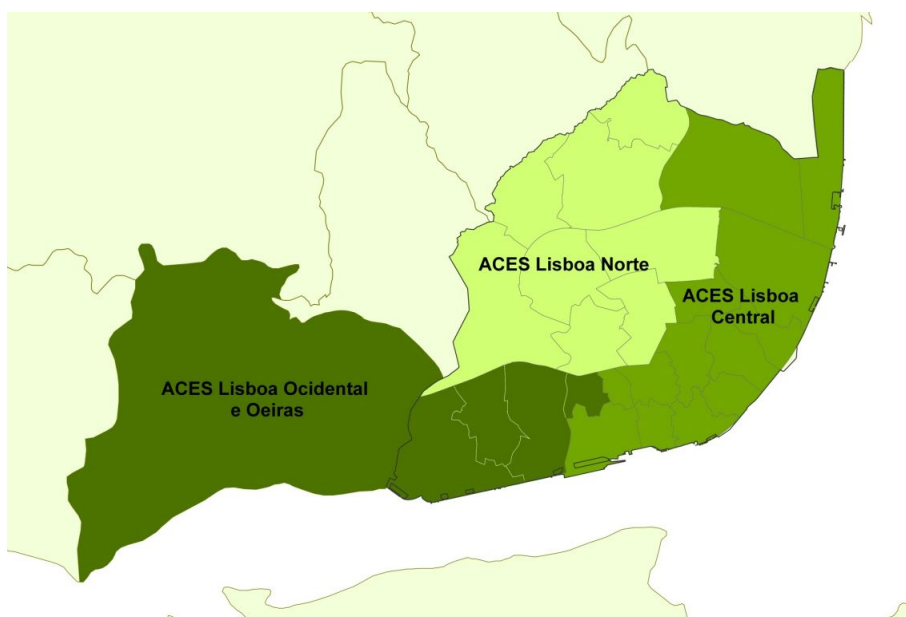 ACES Lisboa Norte
ACES Lisboa
Central
ACES Lisboa Ocidental
e Oeiras